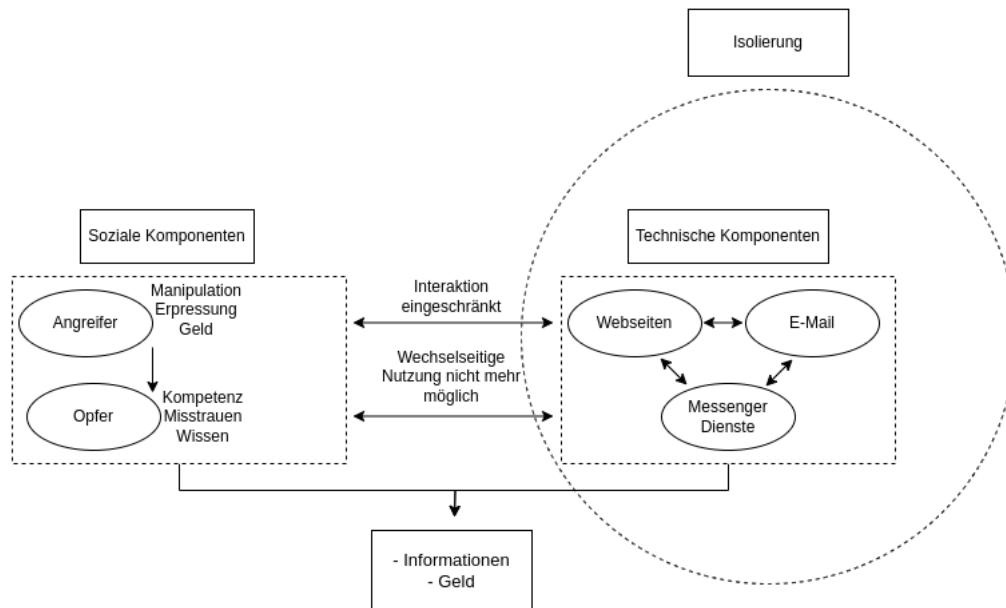 Isolierung
Soziale Komponenten
Technische Komponenten
Angreifer
Manipulation
Erpressung
Geld
Opfer
Kompetenz
Misstrauen
Wissen
Interaktion
eingeschränkt
Wechselseitige
Nutzung nicht mehr
möglich
Webseiten
E-Mail
Messenger
Dienste
- Informationen
- Geld